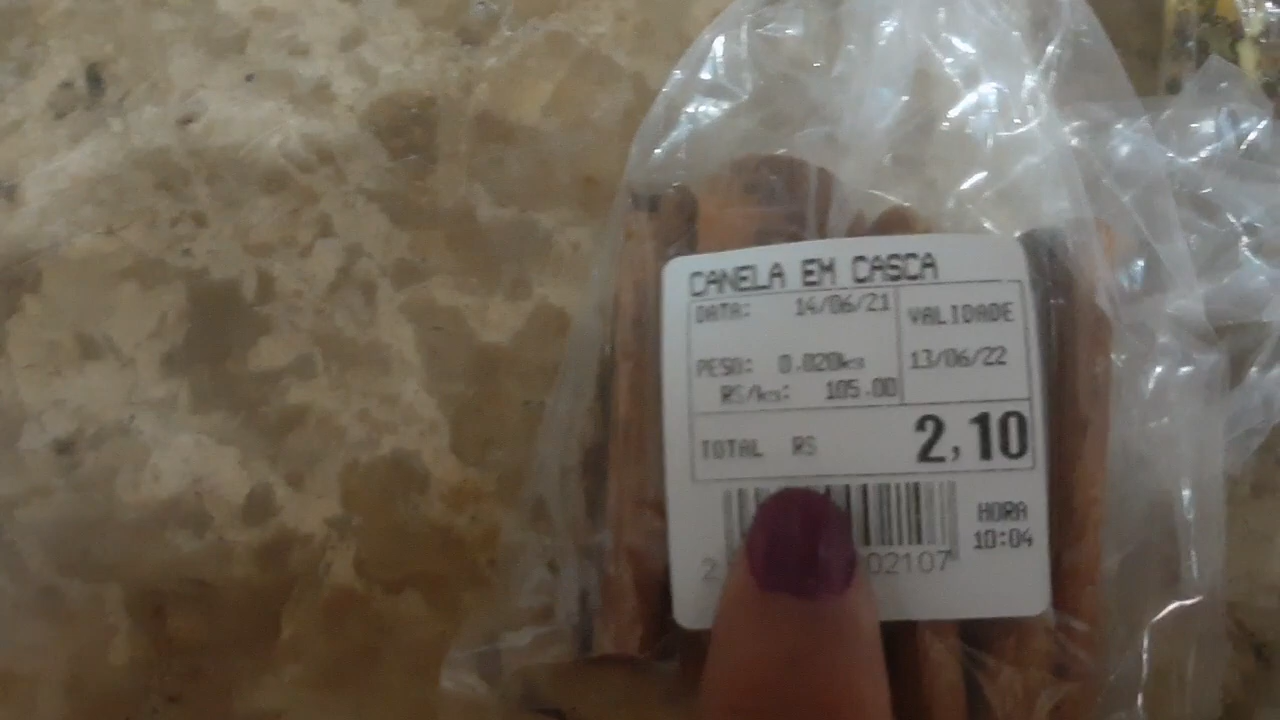 CANELA EM CASCA
DATA: 14/06/21
VALIDADE
13/06/22
PESO: 0.020kg
R$/kg: 105.00
TOTAL R$ 2,10
HORA
10:04
2 02107